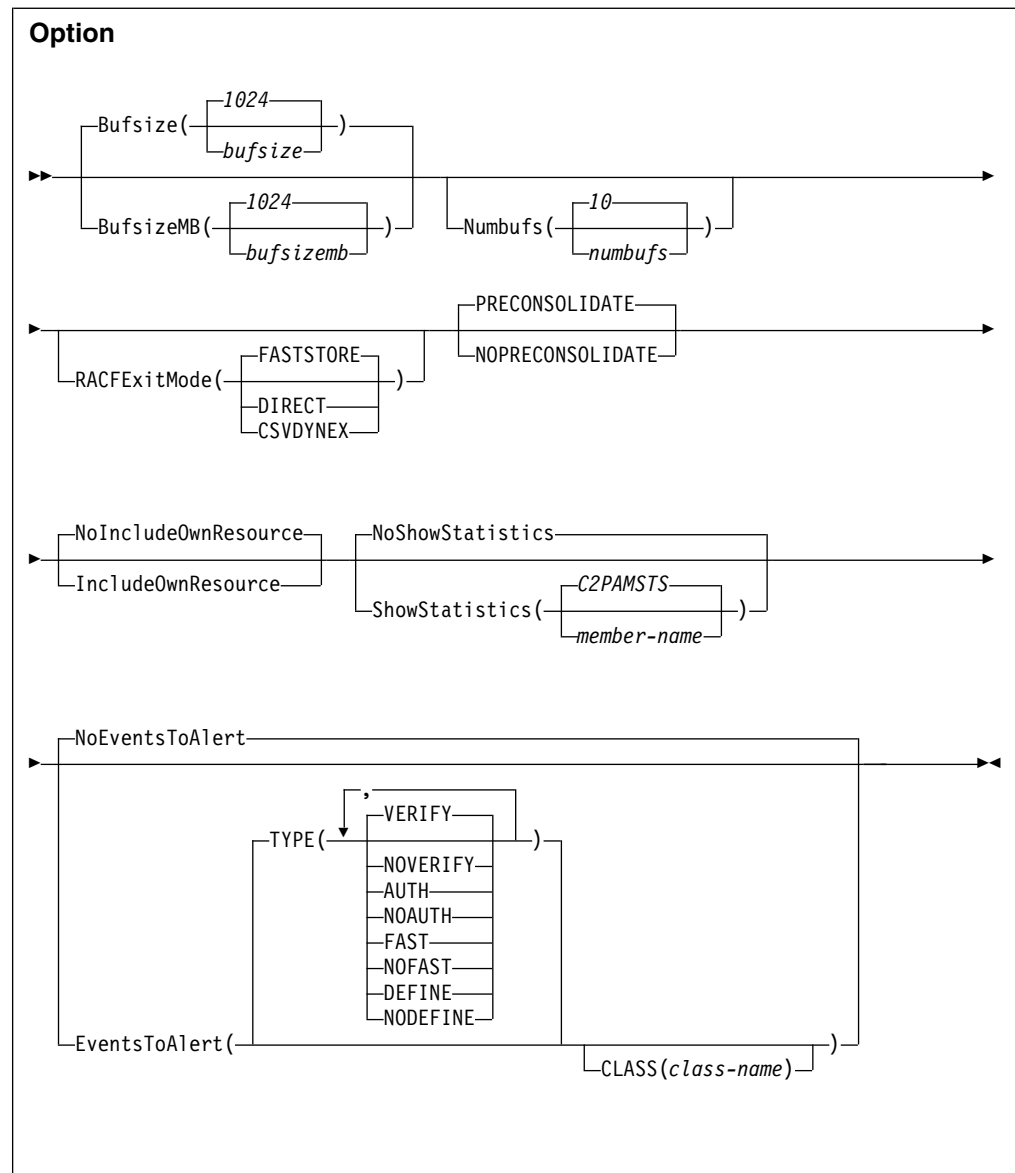 Option
1024
Bufsize( )
bufsize
1024
BufsizeMB( )
bufsizemb
10
Numbufs( )
numbufs
PRECONSOLIDATE
NOPRECONSOLIDATE
FASTSTORE
RACFExitMode( )
DIRECT
CSVDYNEX
NoIncludeOwnResource
IncludeOwnResource
NoShowStatistics
C2PAMSTS
ShowStatistics( )
member-name
NoEventsToAlert
,
VERIFY
TYPE( )
NOVERIFY
AUTH
NOAUTH
FAST
NOFAST
DEFINE
NODEFINE
EventsToAlert( )
CLASS(class-name)